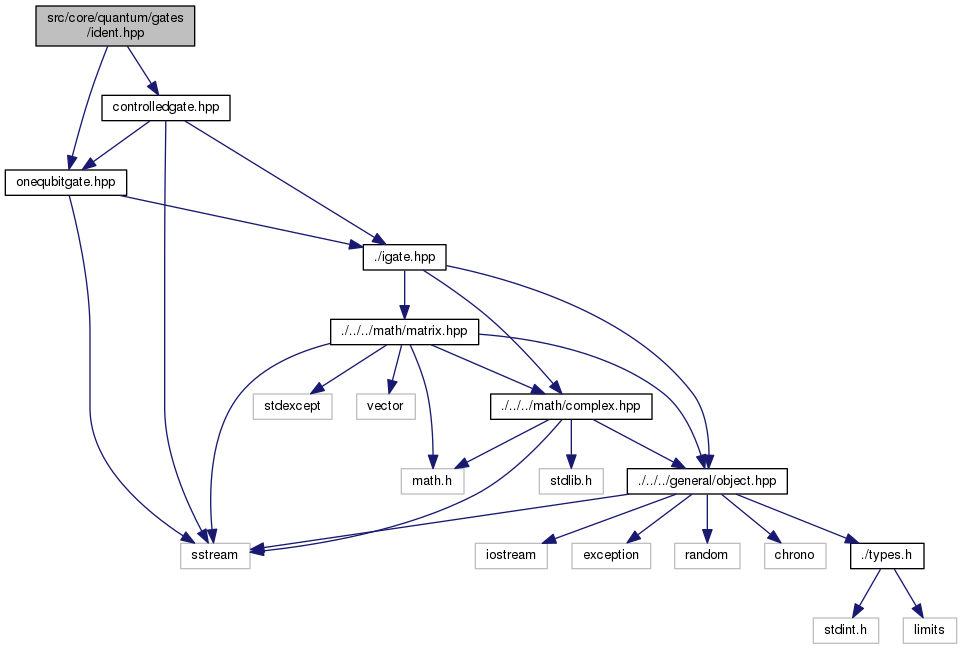 src/core/quantum/gates
/ident.hpp
controlledgate.hpp
onequbitgate.hpp
./igate.hpp
./../../math/matrix.hpp
stdexcept
vector
./../../math/complex.hpp
math.h
stdlib.h
./../../general/object.hpp
sstream
iostream
exception
random
chrono
./types.h
stdint.h
limits